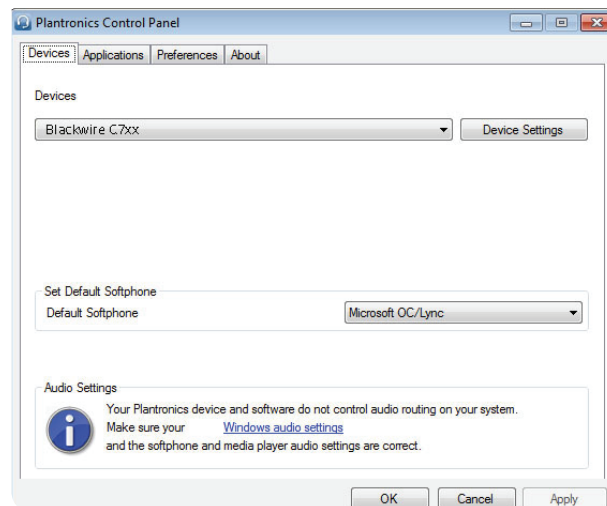 Plantronics Control Panel
Devices Applications Preferences About
Devices
Blackwire C7xx Device Settings
Set Default Softphone
Default Softphone Microsoft OC/Lync
Audio Settings
Your Plantronics device and software do not control audio routing on your system.
Make sure your Windows audio settings
and the softphone and media player audio settings are correct.
OK Cancel Apply